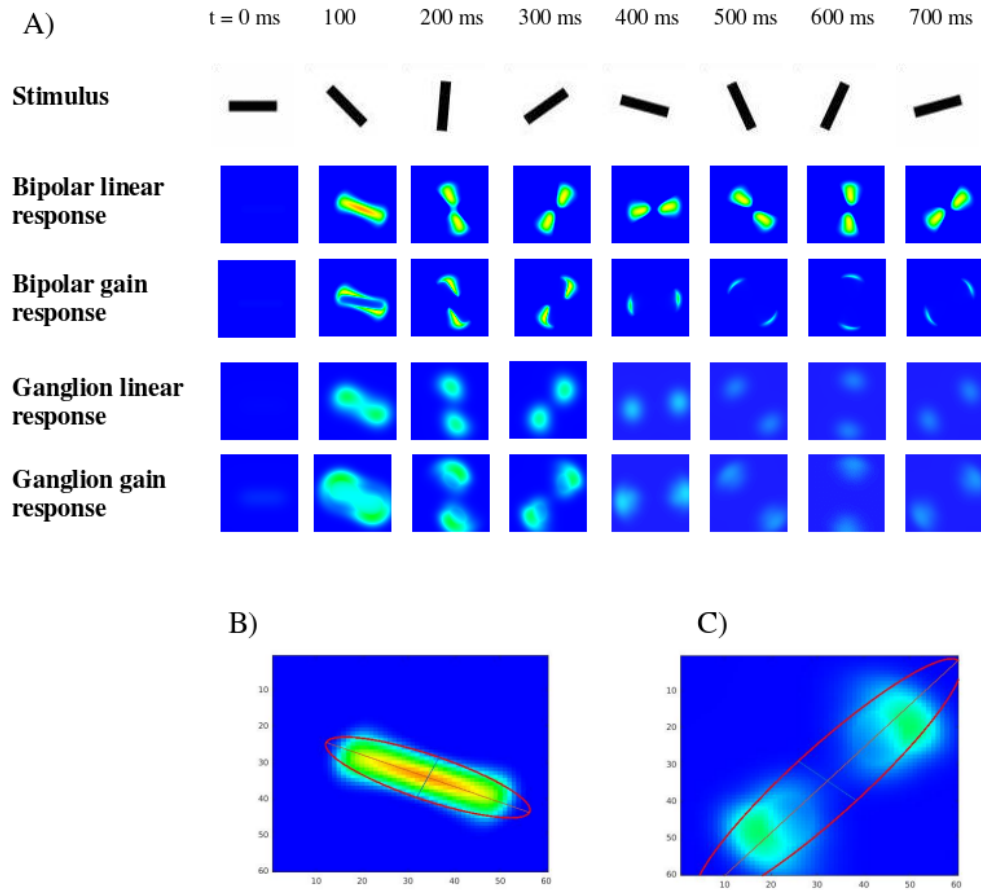 A)
t = 0 ms 100 200 ms 300 ms 400 ms 500 ms 600 ms 700 ms
Stimulus
Bipolar linear
response
Bipolar gain
response
Ganglion linear
response
Ganglion gain
response
B)
10
20
30
40
50
60
10 20 30 40 50 60
C)
10
20
30
40
50
60
10 20 30 40 50 60